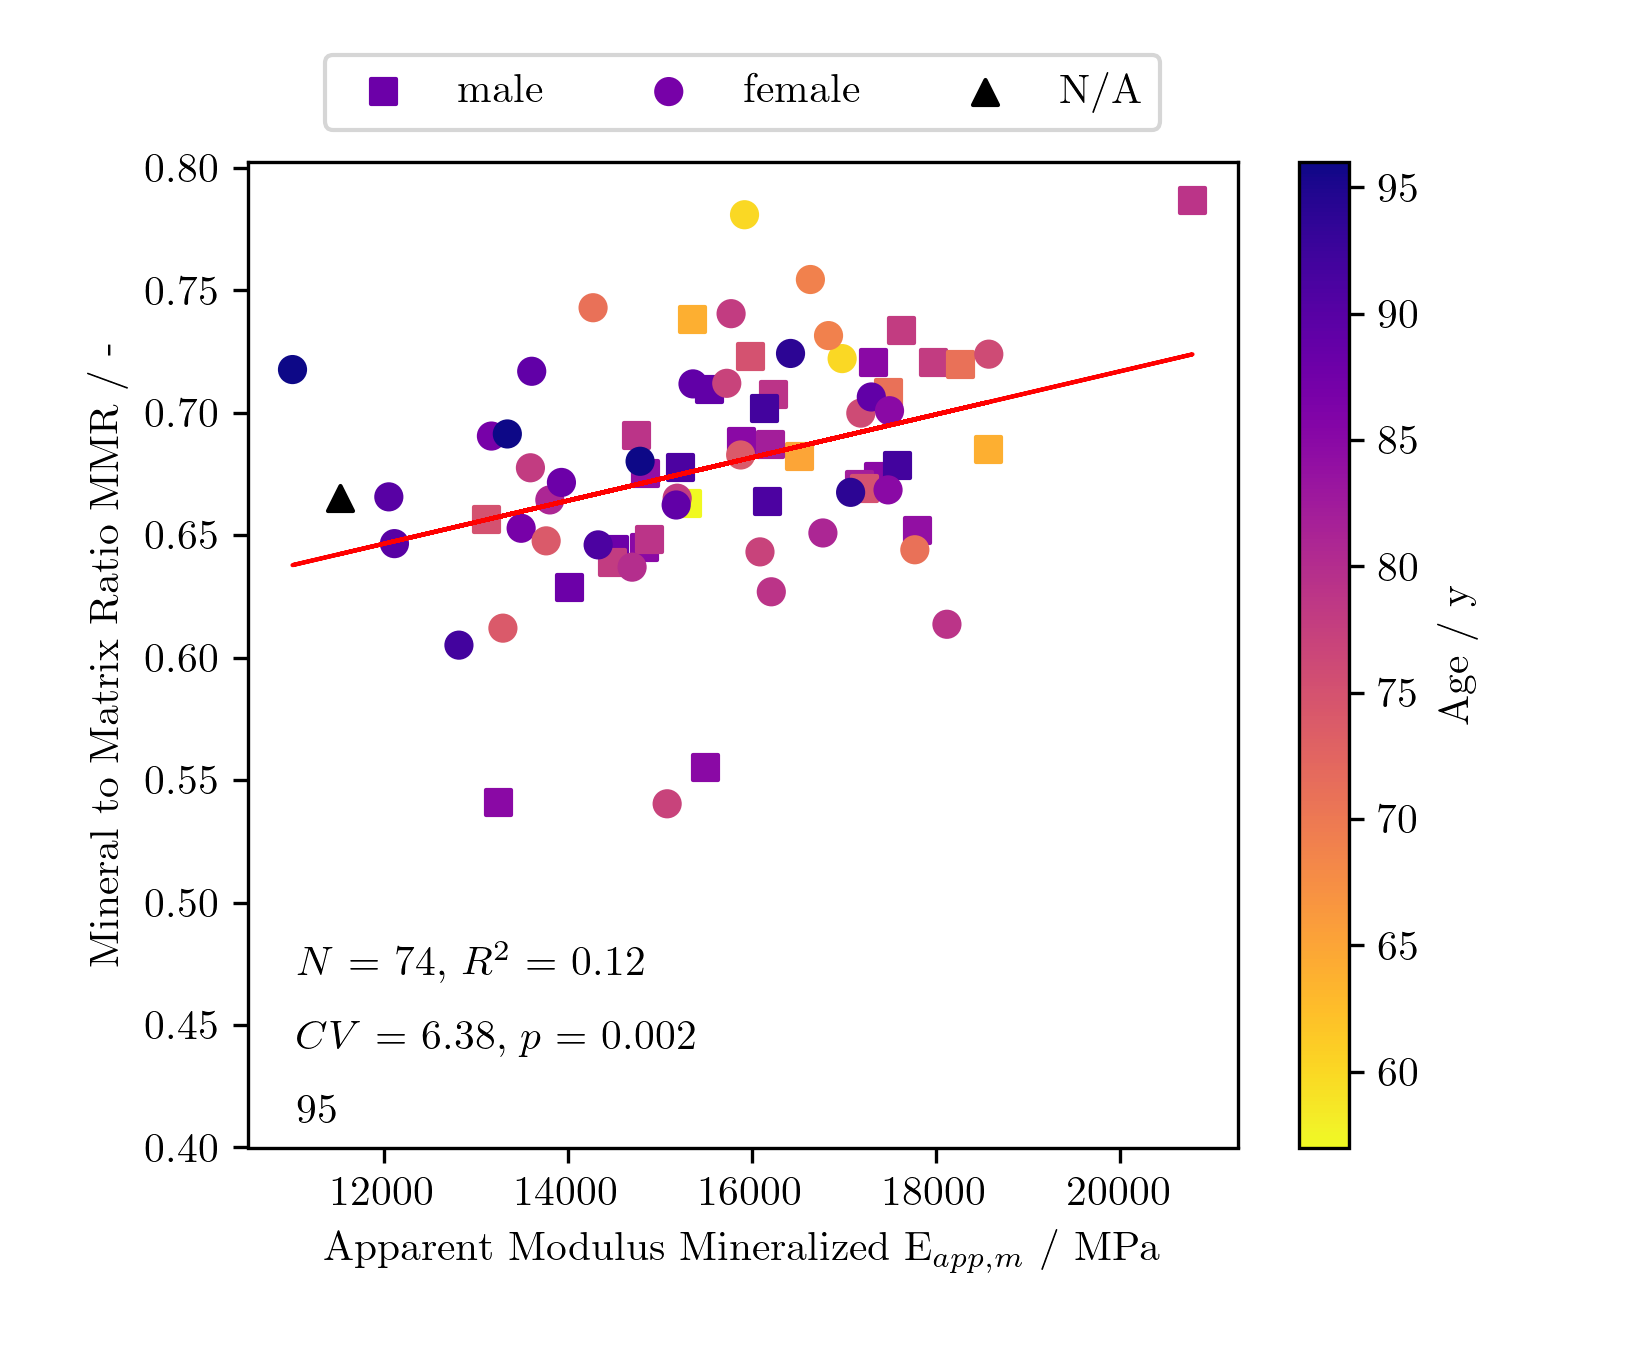 male female N/A
0.80
0.75
0.70
0.65
0.60
0.55
0.50
0.45
0.40
Mineral to Matrix Ratio MMR / -
N = 74, R² = 0.12
CV = 6.38, p = 0.002
95
12000 14000 16000 18000 20000
Apparent Modulus Mineralized E_app,m / MPa
95
90
85
80
75
70
65
60
Age / y